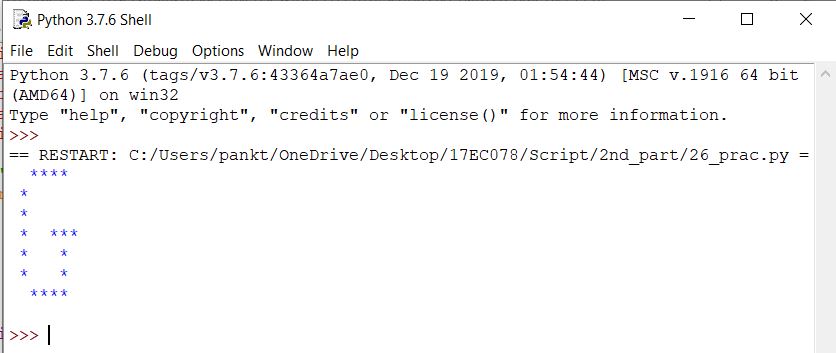 Python 3.7.6 Shell
File Edit Shell Debug Options Window Help
Python 3.7.6 (tags/v3.7.6:43364a7ae0, Dec 19 2019, 01:54:44) [MSC v.1916 64 bit
(AMD64)] on win32
Type "help", "copyright", "credits" or "license()" for more information.
>>>
== RESTART: C:/Users/pankt/OneDrive/Desktop/17EC078/Script/2nd_part/26_prac.py =
  ****
 *
 *
 *  ***
 *   *
 *   *
  ****

>>>